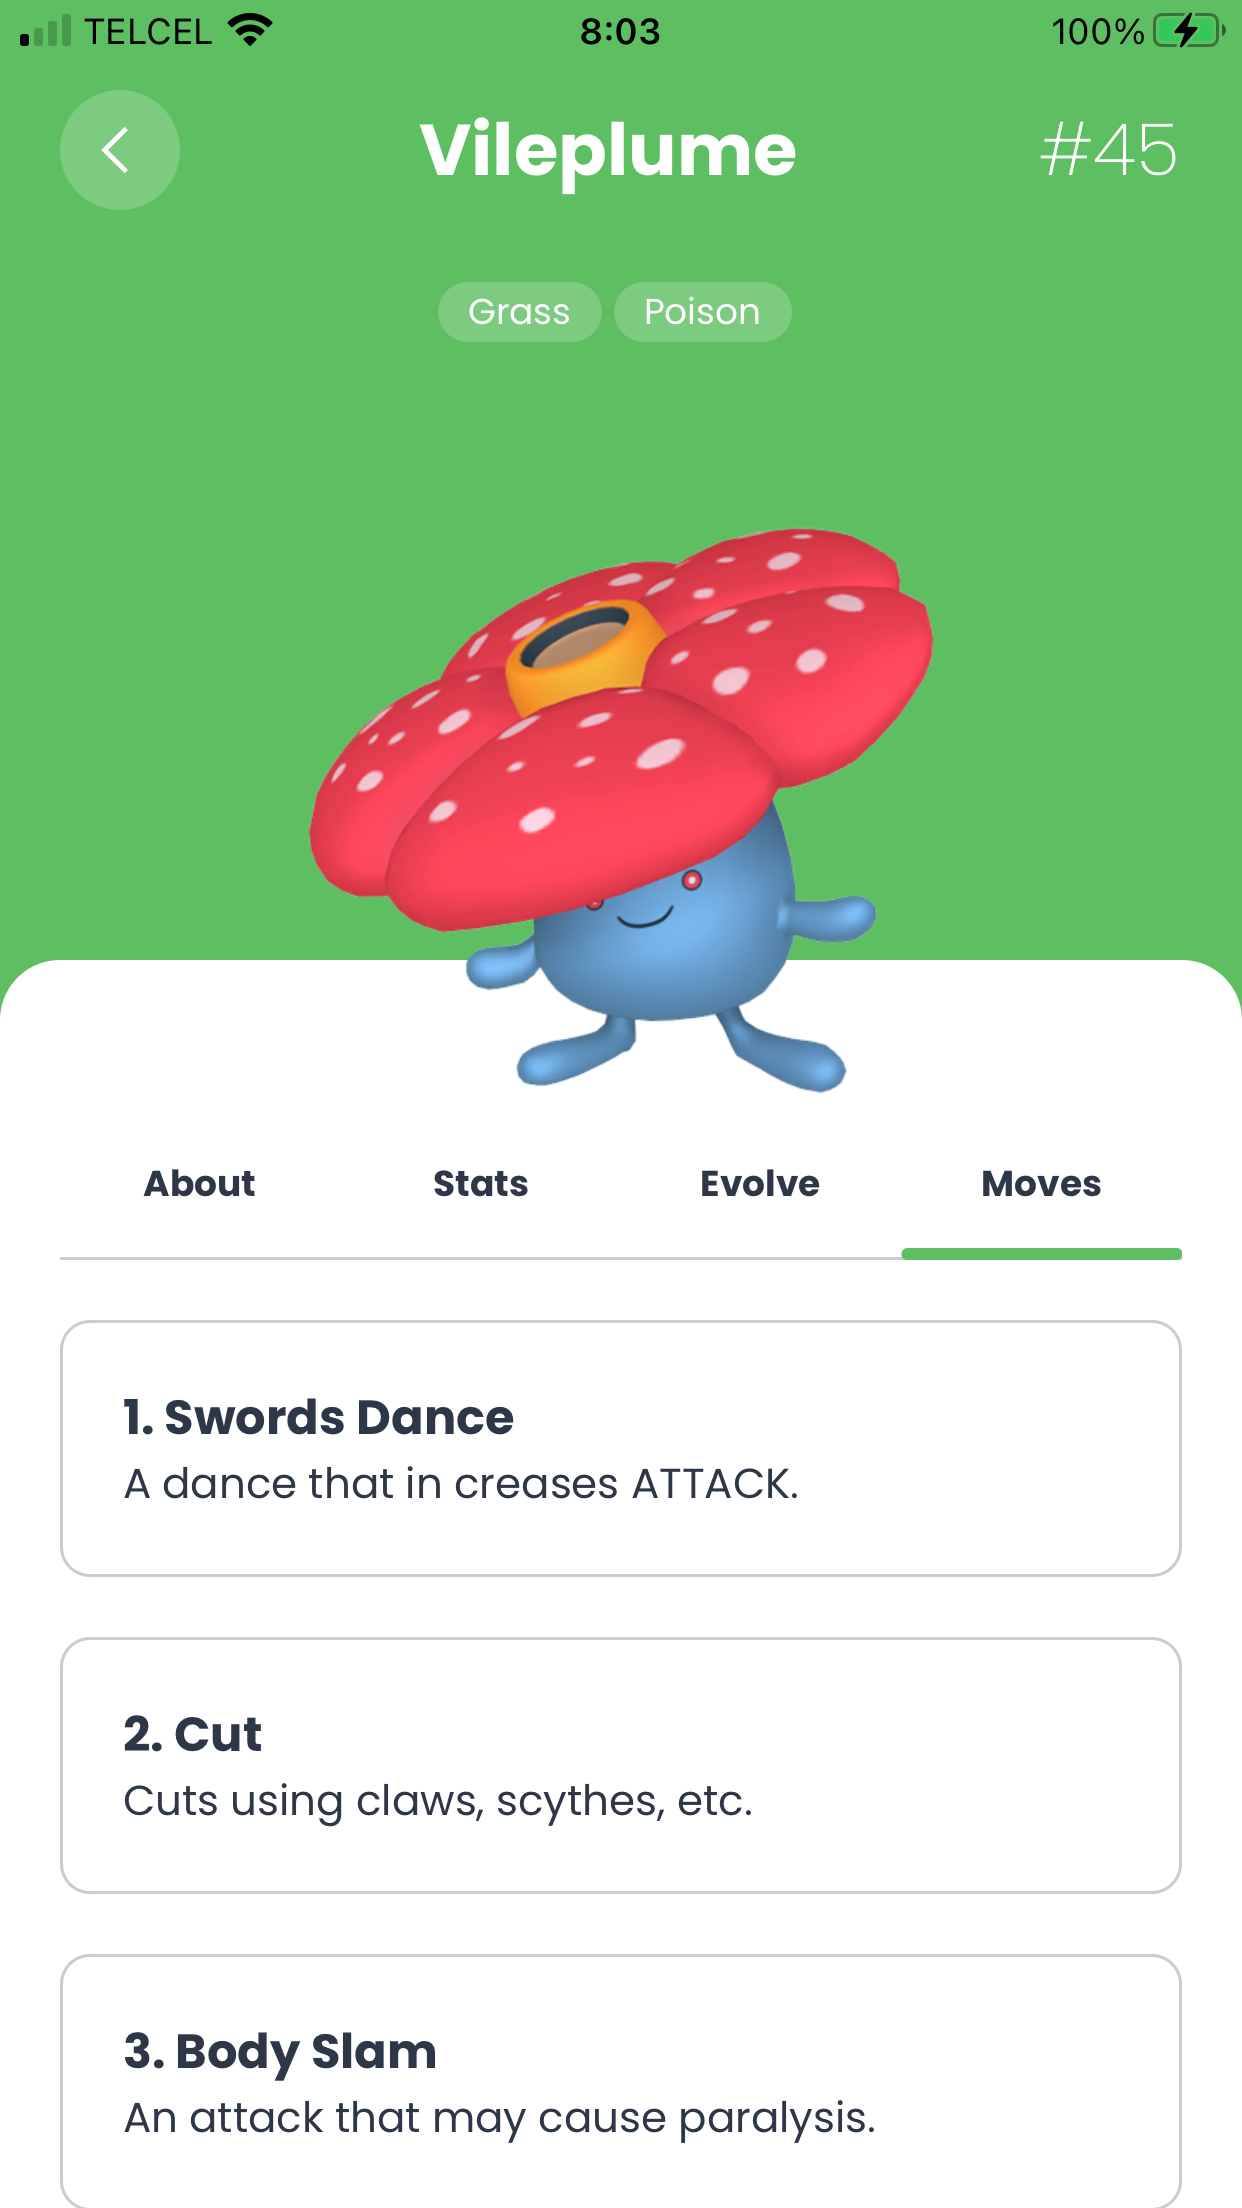 TELCEL 8:03 100%
Vileplume #45
Grass Poison
About Stats Evolve Moves
1. Swords Dance
A dance that in creases ATTACK.
2. Cut
Cuts using claws, scythes, etc.
3. Body Slam
An attack that may cause paralysis.